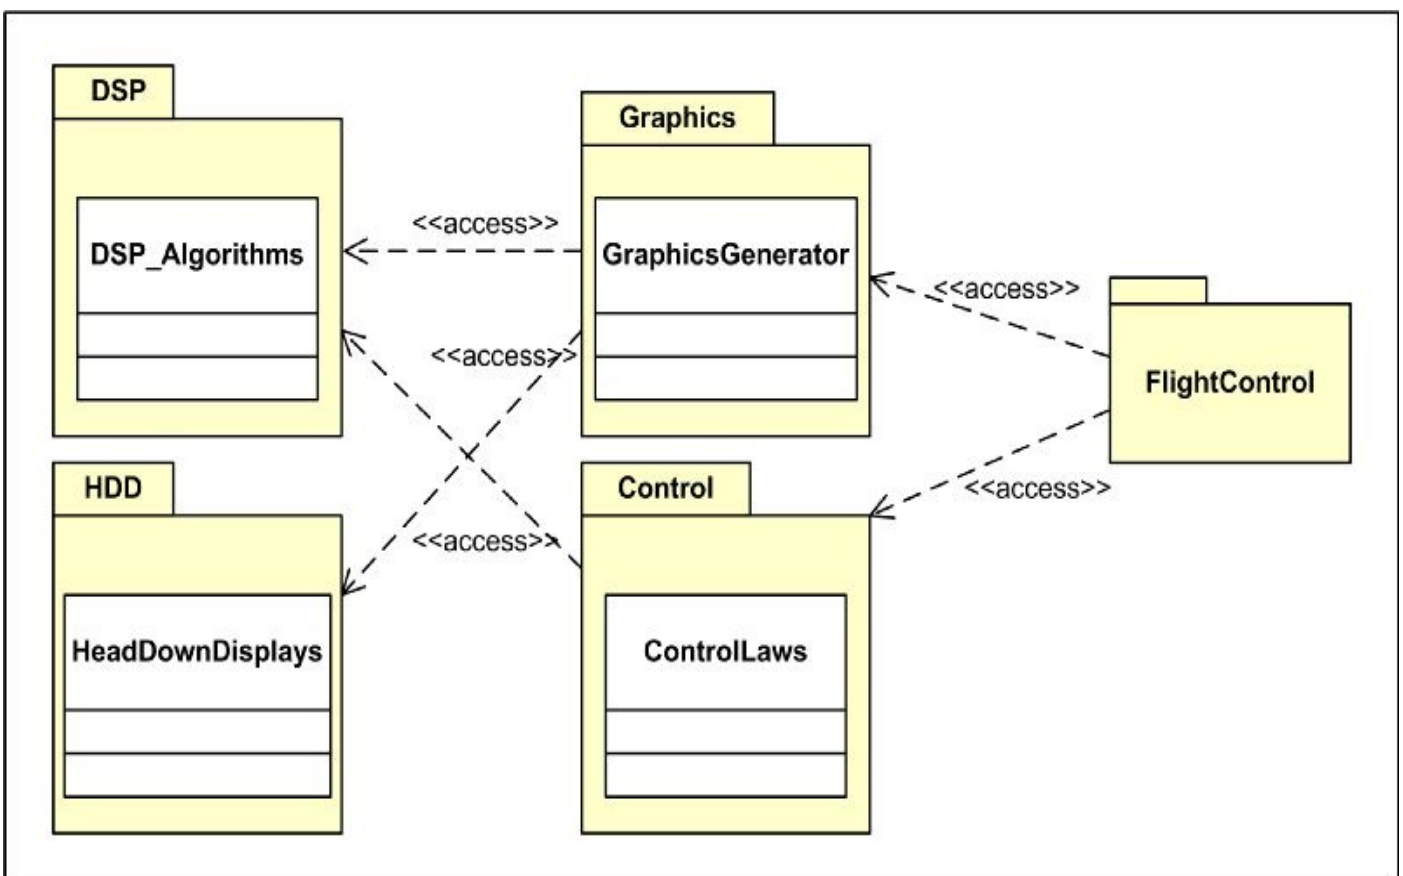 DSP
Graphics
<<access>>
DSP_Algorithms
GraphicsGenerator
<<access>>
<<access>>
FlightControl
HDD
Control
<<access>>
<<access>>
HeadDownDisplays
ControlLaws